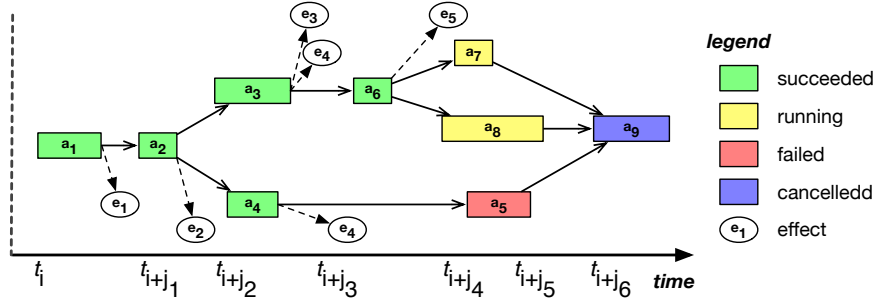 e₃
e₅
e₄
a₇
legend
a₃
a₆
succeeded
a₁
a₂
a₈
a₉
running
failed
e₁
a₄
a₅
cancelledd
e₂
e₄
e₁
effect
tᵢ
tᵢ₊ⱼ₁
tᵢ₊ⱼ₂
tᵢ₊ⱼ₃
tᵢ₊ⱼ₄
tᵢ₊ⱼ₅
tᵢ₊ⱼ₆
time